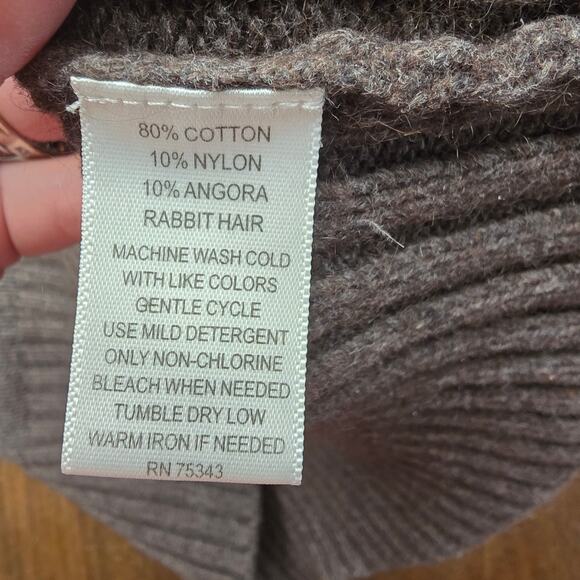 80% COTTON
10% NYLON
10% ANGORA
RABBIT HAIR
MACHINE WASH COLD
WITH LIKE COLORS
GENTLE CYCLE
USE MILD DETERGENT
ONLY NON-CHLORINE
BLEACH WHEN NEEDED
TUMBLE DRY LOW
WARM IRON IF NEEDED
RN 75343